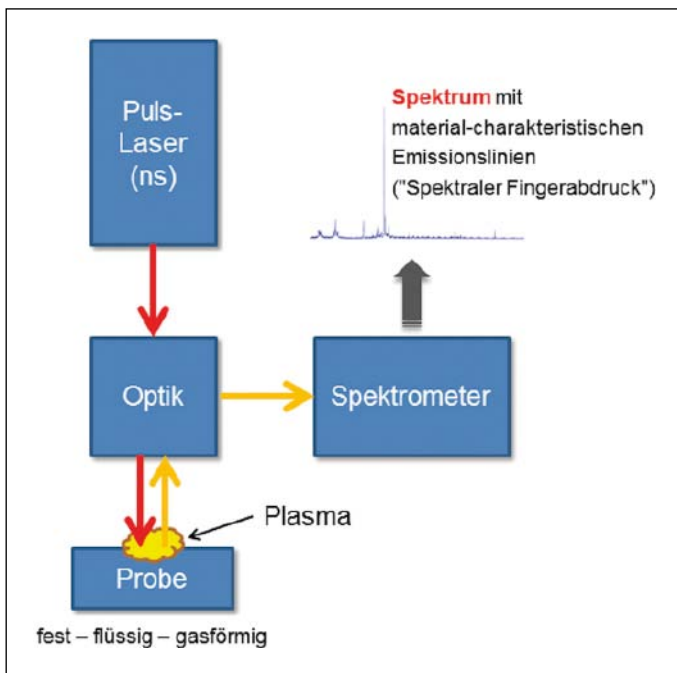 Puls-
Laser
(ns)
Spektrum mit
material-charakteristischen
Emissionslinien
("Spektraler Fingerabdruck")
Optik
Spektrometer
Plasma
Probe
fest – flüssig – gasförmig